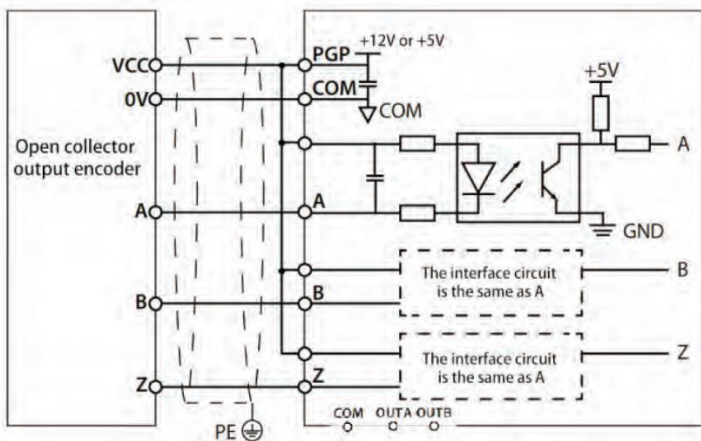 +12V or +5V
VCC
PGP
+5V
0V
COM
COM
Open collector
output encoder
A
A
A
GND
The interface circuit
is the same as A
B
B
B
The interface circuit
is the same as A
Z
Z
Z
COM OUTA OUTB
PE